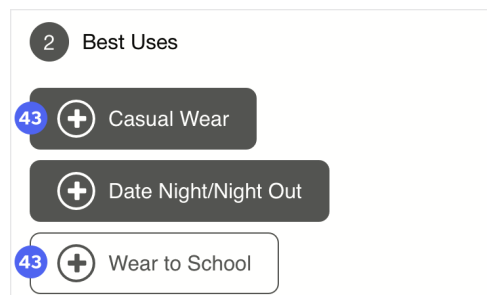 2 Best Uses
43 Casual Wear
Date Night/Night Out
43 Wear to School